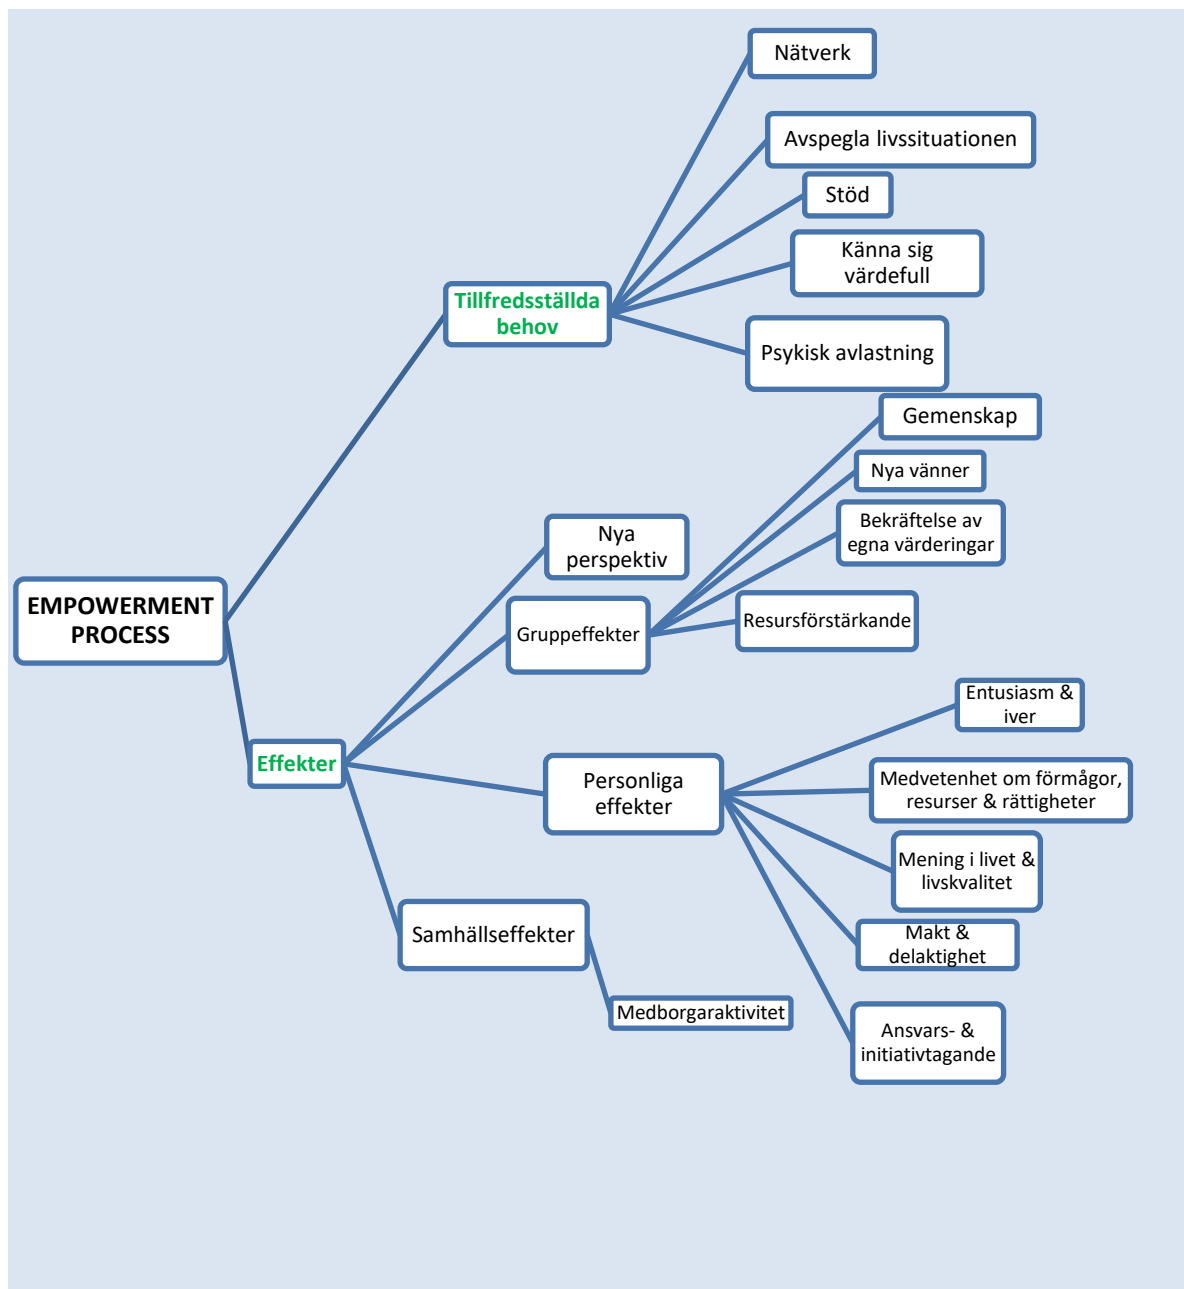 Nätverk
Avspegla livssituationen
Stöd
Känna sig
värdefull
Tillfredsställda
behov
Psykisk avlastning
Gemenskap
Nya vänner
Bekräftelse av
egna värderingar
Nya
perspektiv
EMPOWERMENT
PROCESS
Gruppeffekter
Resursförstärkande
Entusiasm &
iver
Effekter
Personliga
effekter
Medvetenhet om förmågor,
resurser & rättigheter
Mening i livet &
livskvalitet
Samhällseffekter
Makt &
delaktighet
Medborgaraktivitet
Ansvars- &
initiativtagande